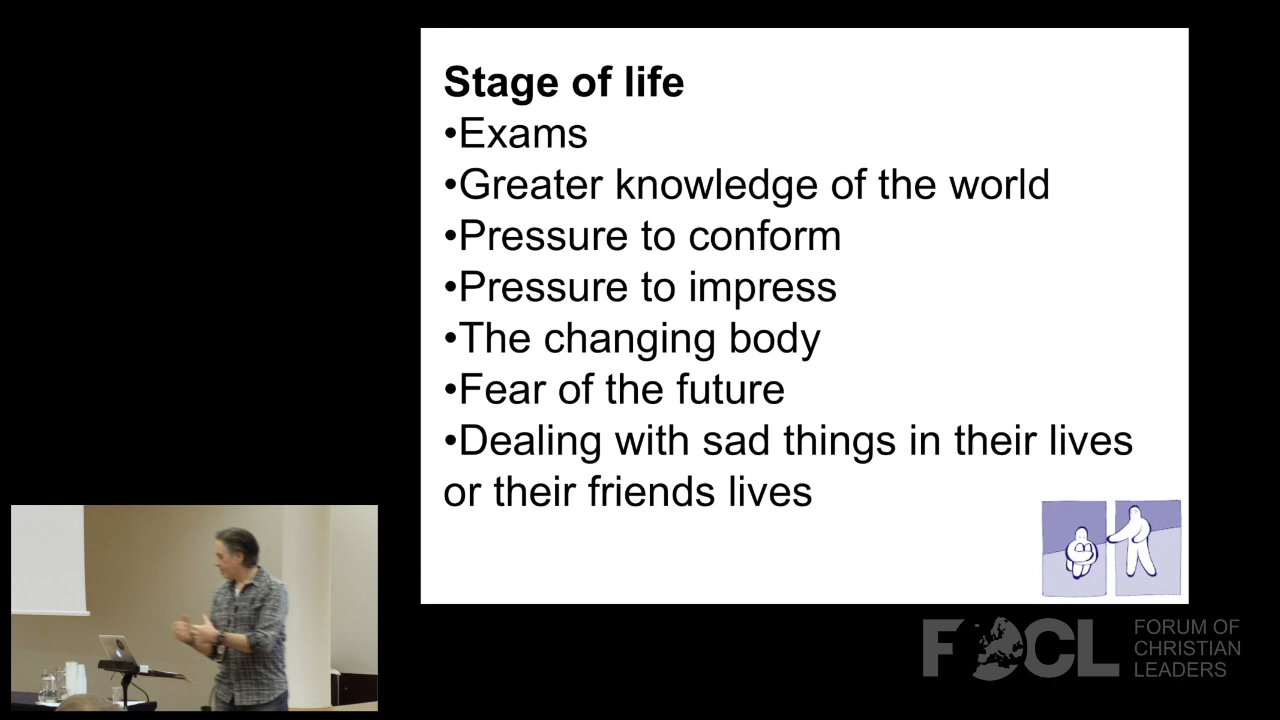 Stage of life
•Exams
•Greater knowledge of the world
•Pressure to conform
•Pressure to impress
•The changing body
•Fear of the future
•Dealing with sad things in their lives
or their friends lives
FOCL
FORUM OF
CHRISTIAN
LEADERS